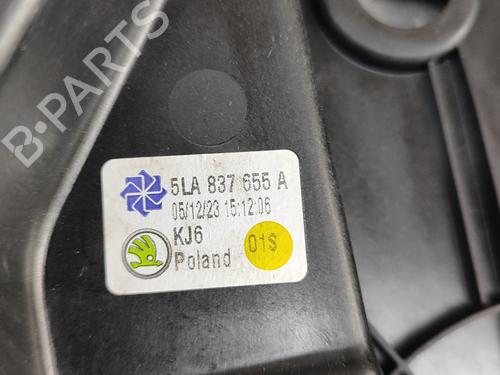 B-PARTS
5LA 837 655 A
05/12/23 15:12:06
KJ6
Poland 01S